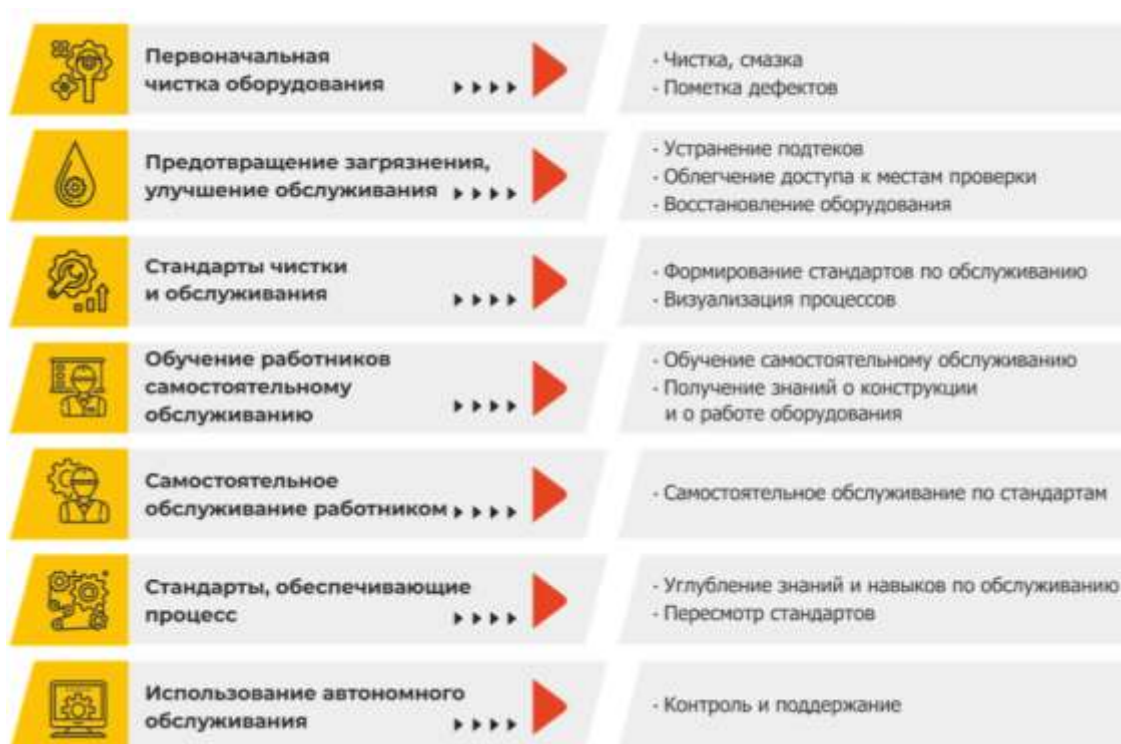 Первоначальная
чистка оборудования
- Чистка, смазка
- Пометка дефектов
Предотвращение загрязнения,
улучшение обслуживания
- Устранение подтеков
- Облегчение доступа к местам проверки
- Восстановление оборудования
Стандарты чистки
и обслуживания
- Формирование стандартов по обслуживанию
- Визуализация процессов
Обучение работников
самостоятельному
обслуживанию
- Обучение самостоятельному обслуживанию
- Получение знаний о конструкции
и о работе оборудования
Самостоятельное
обслуживание работником
- Самостоятельное обслуживание по стандартам
Стандарты, обеспечивающие
процесс
- Углубление знаний и навыков по обслуживанию
- Пересмотр стандартов
Использование автономного
обслуживания
- Контроль и поддержание